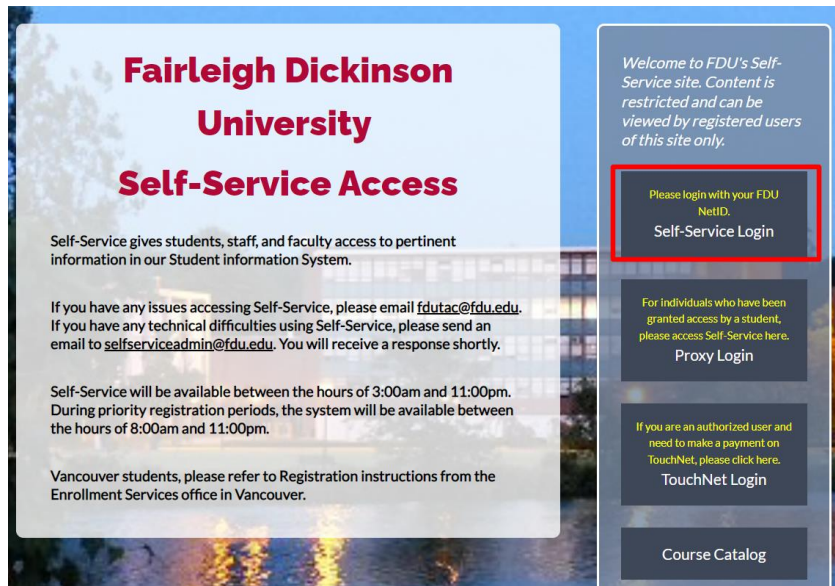 Fairleigh Dickinson
University
Self-Service Access
Self-Service gives students, staff, and faculty access to pertinent
information in our Student information System.
If you have any issues accessing Self-Service, please email fdutac@fdu.edu.
If you have any technical difficulties using Self-Service, please send an
email to selfserviceadmin@fdu.edu. You will receive a response shortly.
Self-Service will be available between the hours of 3:00am and 11:00pm.
During priority registration periods, the system will be available between
the hours of 8:00am and 11:00pm.
Vancouver students, please refer to Registration instructions from the
Enrollment Services office in Vancouver.
Welcome to FDU's Self-
Service site. Content is
restricted and can be
viewed by registered users
of this site only.
Please login with your FDU
NetID.
Self-Service Login
For individuals who have been
granted access by a student,
please access Self-Service here.
Proxy Login
If you are an authorized user and
need to make a payment on
TouchNet, please click here.
TouchNet Login
Course Catalog